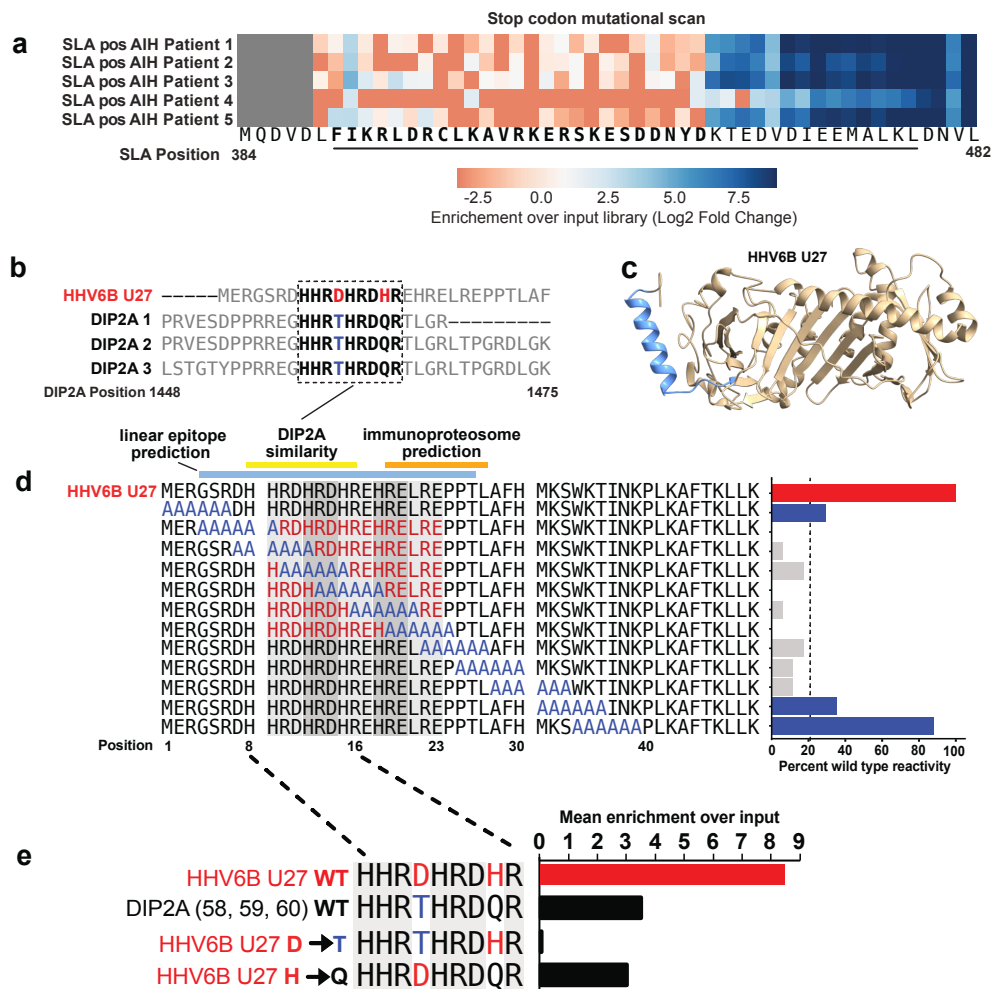 Stop codon mutational scan
a
SLA pos AIH Patient 1
SLA pos AIH Patient 2
SLA pos AIH Patient 3
SLA pos AIH Patient 4
SLA pos AIH Patient 5
MQDVDLFIKRLDRCLKAVRKERSKESDDNYDKTEDVDIEEMALKLDNVL
SLA Position 384 482
-2.5 0.0 2.5 5.0 7.5
Enrichement over input library (Log2 Fold Change)
b
HHV6B U27 -----MERGSRDHHRDHRDHREHRELREPPTLAF
DIP2A 1 PRVESDPPRREGHHRTHRDQRTLGR---------
DIP2A 2 PRVESDPPRREGHHRTHRDQRTLGRLTPGRDLGK
DIP2A 3 LSTGTYPPRREGHHRTHRDQRTLGRLTPGRDLGK
DIP2A Position 1448 1475
c
HHV6B U27
linear epitope prediction
DIP2A similarity
immunoproteosome prediction
d
HHV6B U27 MERGSRDH HRDHRDHREHRELREPPTLAFH MKSWKTINKPLKAFTKLLK
AAAAAADH HRDHRDHREHRELREPPTLAFH MKSWKTINKPLKAFTKLLK
MERAAAAA ARDHRDHREHRELREPPTLAFH MKSWKTINKPLKAFTKLLK
MERGSRAA AAAARDHREHRELREPPTLAFH MKSWKTINKPLKAFTKLLK
MERGSRDH HAAAAAAREHRELREPPTLAFH MKSWKTINKPLKAFTKLLK
MERGSRDH HRDHAAAAAARELREPPTLAFH MKSWKTINKPLKAFTKLLK
MERGSRDH HRDHRDHAAAAAAREPPTLAFH MKSWKTINKPLKAFTKLLK
MERGSRDH HRDHRDHREHAAAAAAPTLAFH MKSWKTINKPLKAFTKLLK
MERGSRDH HRDHRDHREHRELAAAAAAAFH MKSWKTINKPLKAFTKLLK
MERGSRDH HRDHRDHREHRELREPAAAAAA MKSWKTINKPLKAFTKLLK
MERGSRDH HRDHRDHREHRELREPPTLAAA AAAWKTINKPLKAFTKLLK
MERGSRDH HRDHRDHREHRELREPPTLAFH AAAAAAINKPLKAFTKLLK
MERGSRDH HRDHRDHREHRELREPPTLAFH MKSAAAAAAPLKAFTKLLK
Position 1 8 16 23 30 40
0 20 40 60 80 100
Percent wild type reactivity
e
Mean enrichment over input
0 1 2 3 4 5 6 7 8 9
HHV6B U27 WT HHRDHRDHR
DIP2A (58, 59, 60) WT HHRTHRDQR
HHV6B U27 D→T HHRTHRDHR
HHV6B U27 H→Q HHRDHRDQR